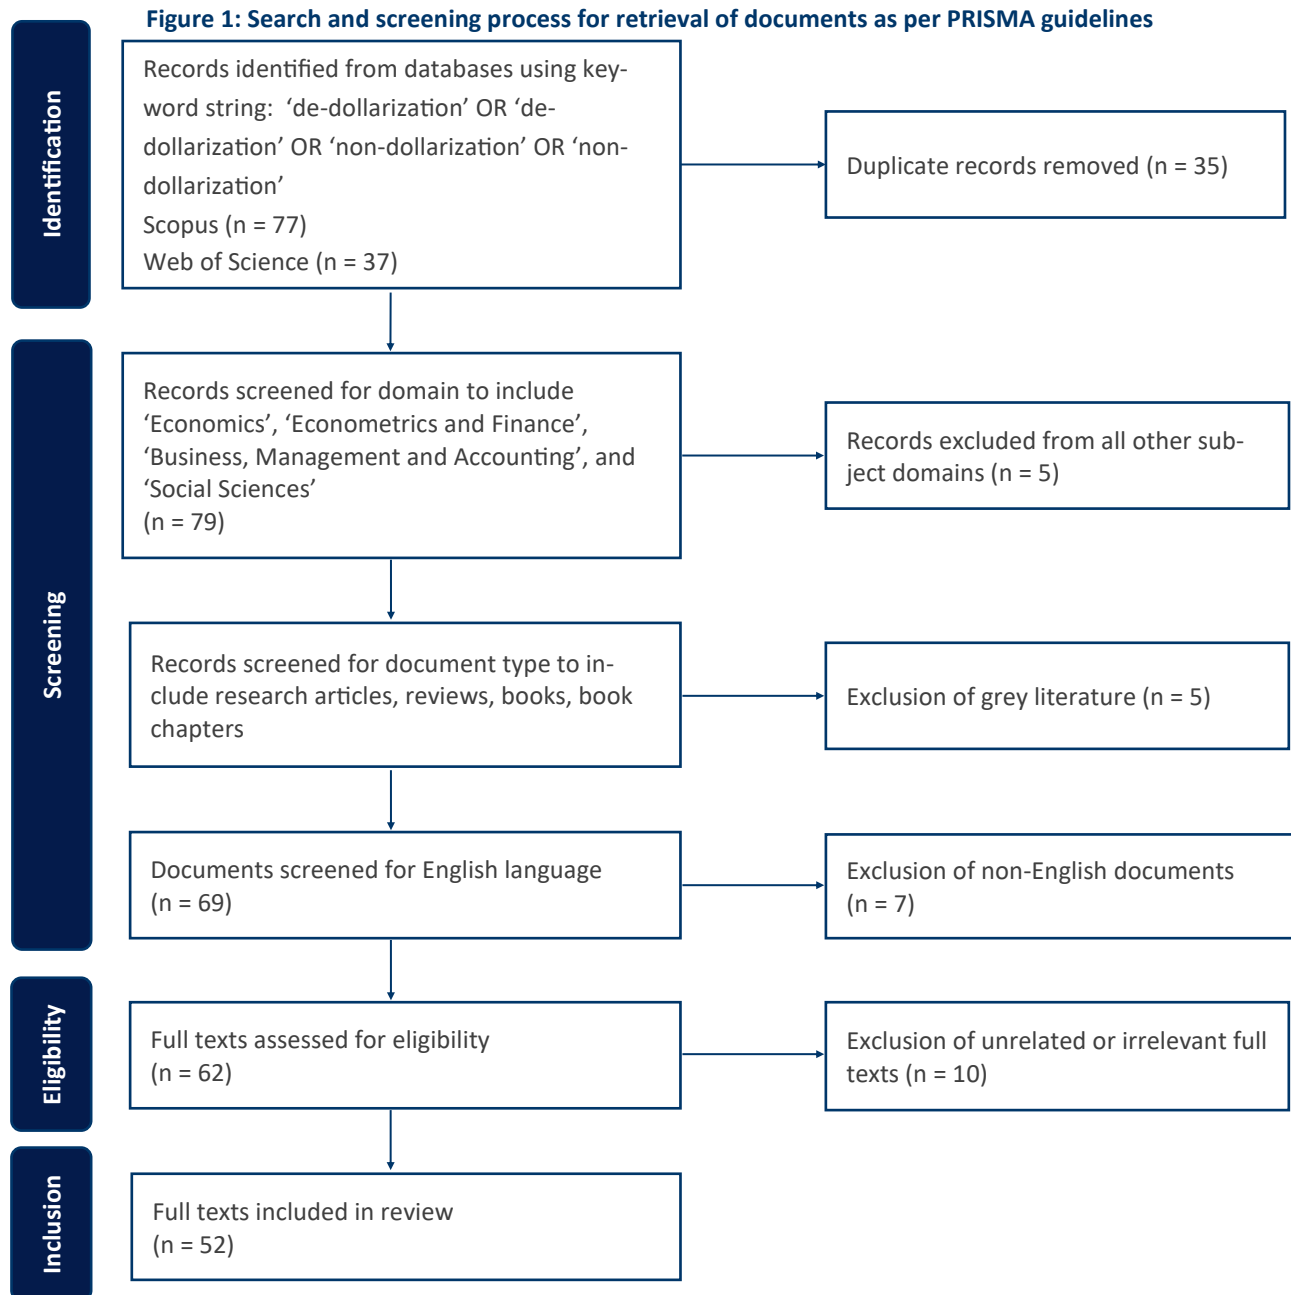 Figure 1: Search and screening process for retrieval of documents as per PRISMA guidelines
Identification
Records identified from databases using key-
word string: ‘de-dollarization’ OR ‘de-
dollarization’ OR ‘non-dollarization’ OR ‘non-
dollarization’
Scopus (n = 77)
Web of Science (n = 37)
Duplicate records removed (n = 35)
Screening
Records screened for domain to include
‘Economics’, ‘Econometrics and Finance’,
‘Business, Management and Accounting’, and
‘Social Sciences’
(n = 79)
Records excluded from all other sub-
ject domains (n = 5)
Records screened for document type to in-
clude research articles, reviews, books, book
chapters
Exclusion of grey literature (n = 5)
Documents screened for English language
(n = 69)
Exclusion of non-English documents
(n = 7)
Eligibility
Full texts assessed for eligibility
(n = 62)
Exclusion of unrelated or irrelevant full
texts (n = 10)
Inclusion
Full texts included in review
(n = 52)